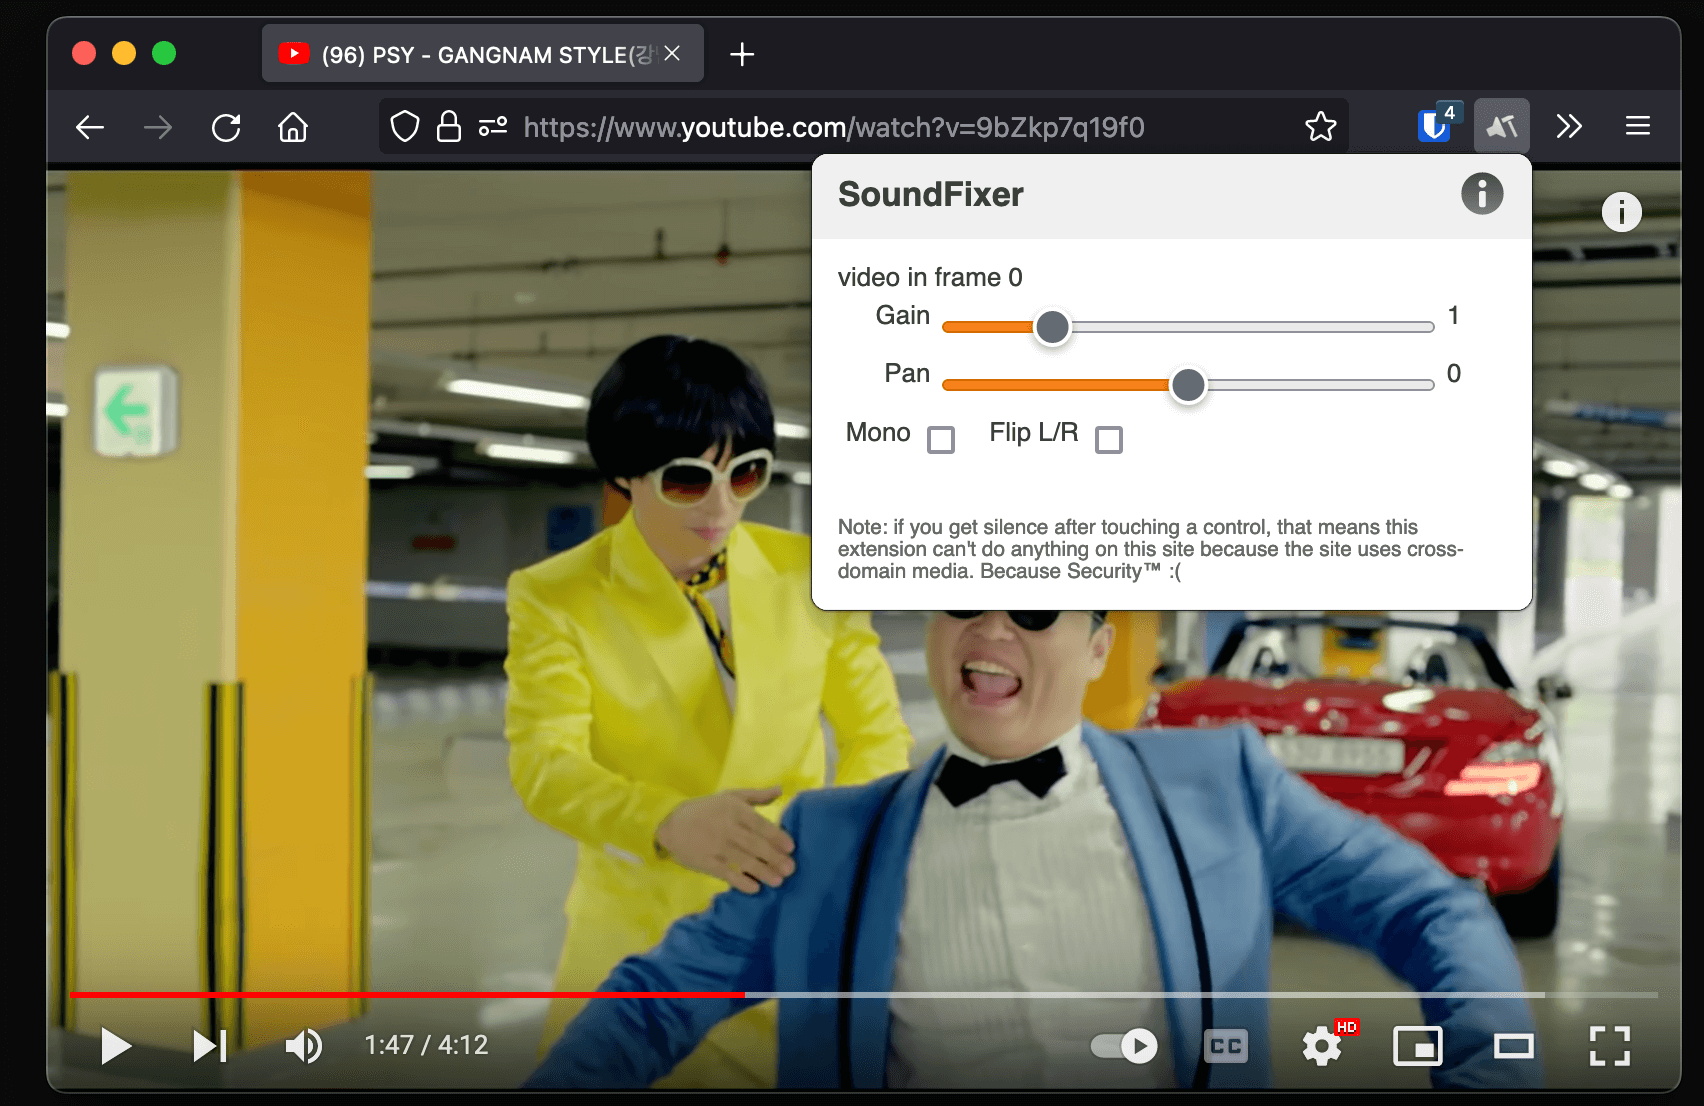 (96) PSY - GANGNAM STYLE(강
https://www.youtube.com/watch?v=9bZkp7q19f0
4
SoundFixer
video in frame 0
Gain
1
Pan
0
Mono
Flip L/R
Note: if you get silence after touching a control, that means this
extension can't do anything on this site because the site uses cross-
domain media. Because Security™ :(
1:47 / 4:12
CC
HD